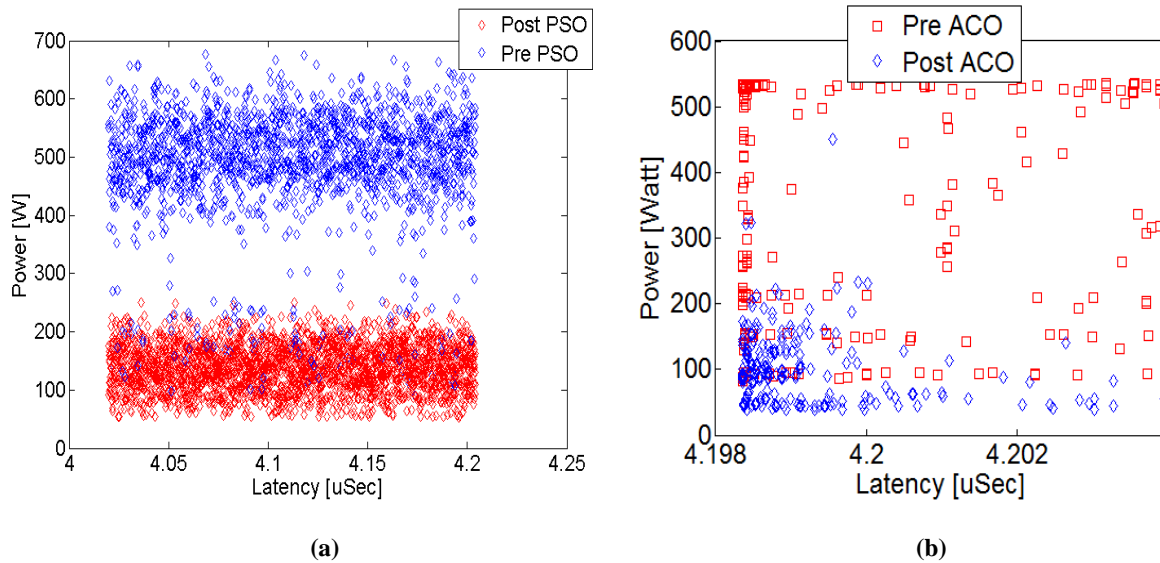 Post PSO
Pre PSO
700
600
500
400
300
200
100
0
Power [W]
4
4.05
4.1
4.15
4.2
4.25
Latency [uSec]
(a)
Pre ACO
Post ACO
600
500
400
300
200
100
0
Power [Watt]
4.198
4.2
4.202
Latency [uSec]
(b)